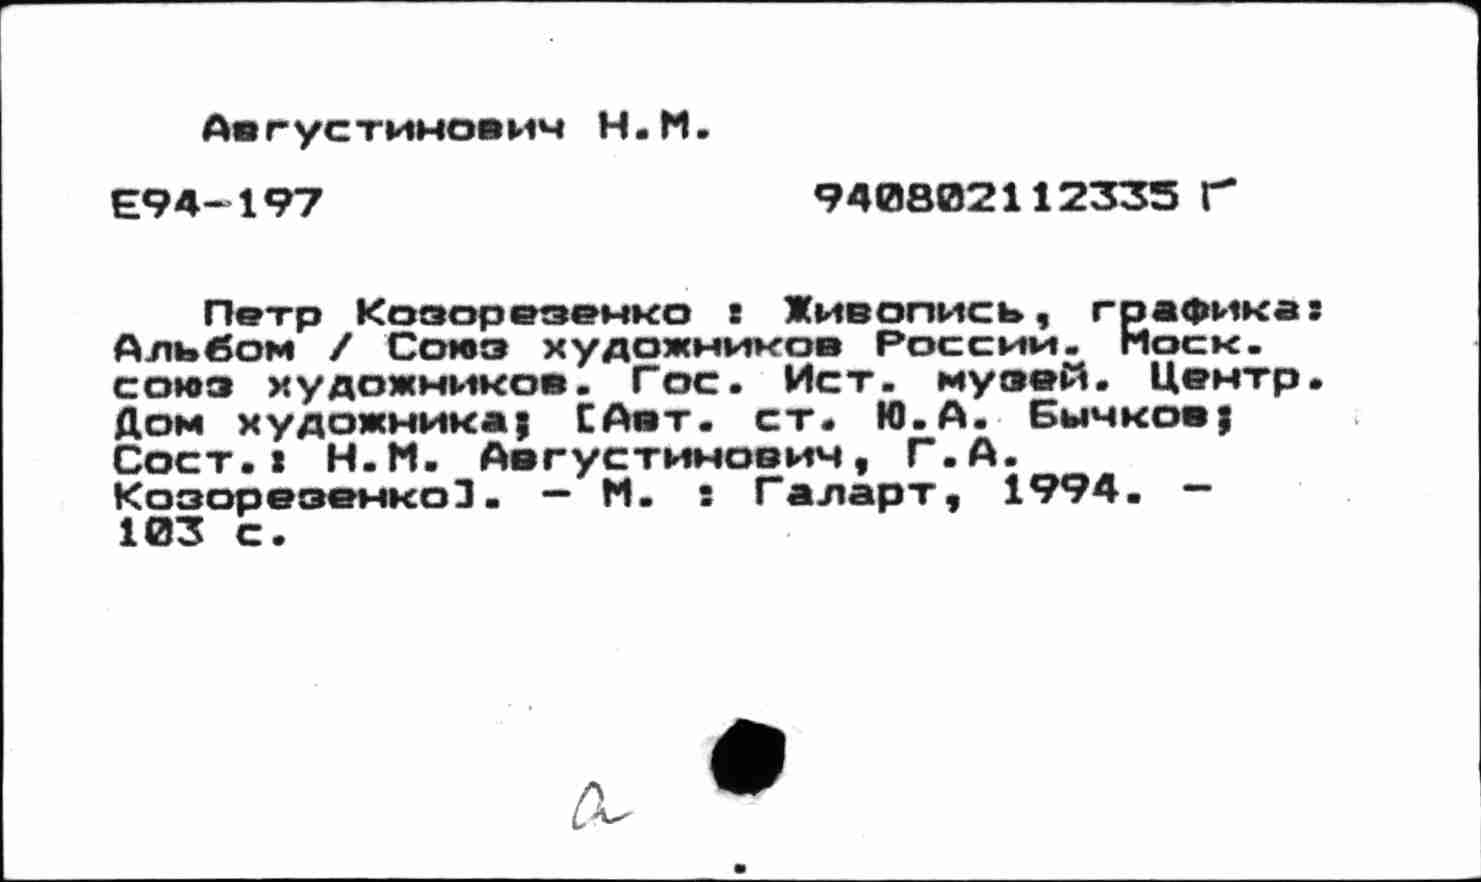 Августинович Н.М.
Е94-197 940802112335 Г
Петр Козорезенко : Живопись, графика:
Альбом / Союз художников России. Моск.
союз художников. Гос. Ист. музей. Центр.
Дом художника; [Авт. ст. Ю.А. Бычков;
Сост.: Н.М. Августинович, Г.А.
Козорезенко]. - М. : Галарт, 1994. -
103 с.
а